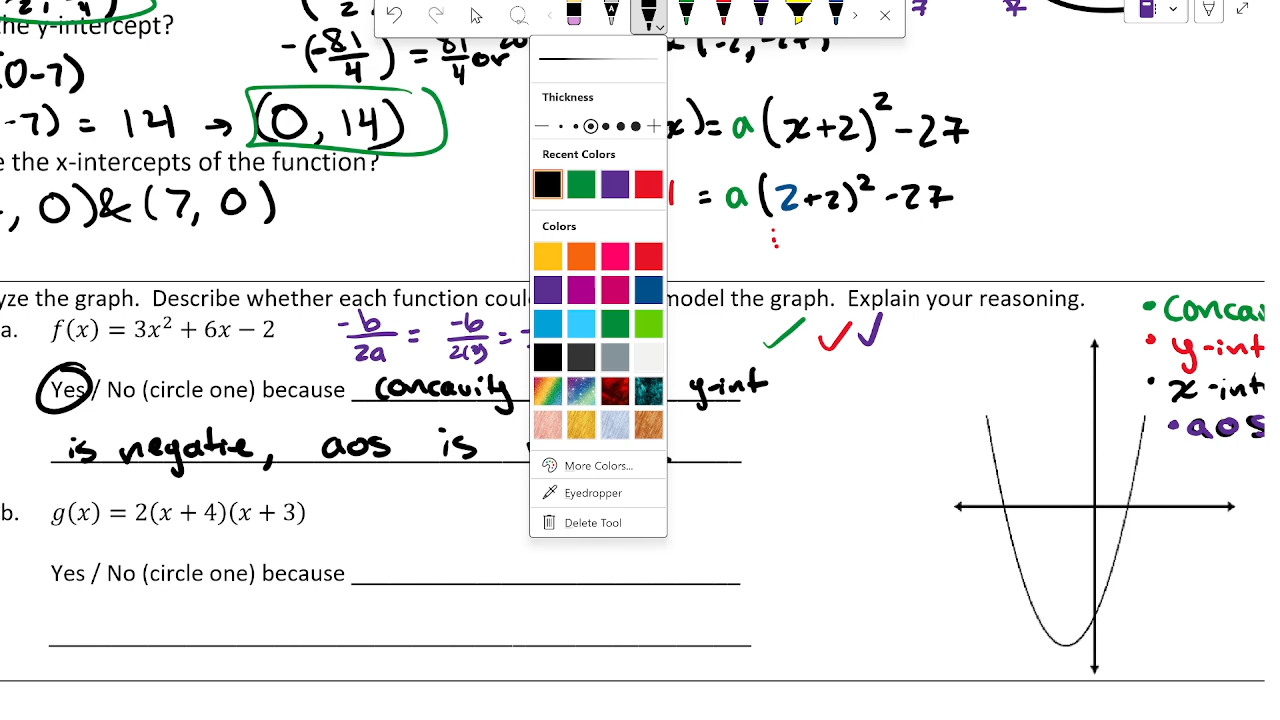 the y-intercept?
-(-81/4) = 81/4 or
(0-7)
-7) = 14 → (0, 14)
x) = a(x+2)² -27
e the x-intercepts of the function?
, 0) & (7, 0)
= a(2+2)² -27
Thickness
Recent Colors
Colors
More Colors...
Eyedropper
Delete Tool
yze the graph. Describe whether each function coul model the graph. Explain your reasoning.
a. f(x) = 3x² + 6x − 2
-b/2a = -b/2(3) =
Yes / No (circle one) because concavity y-int
is negative, aos is
b. g(x) = 2(x + 4)(x + 3)
Yes / No (circle one) because
• Concav
• y-int
• x-int
• aos